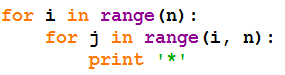 for i in range(n):
    for j in range(i, n):
        print '*'